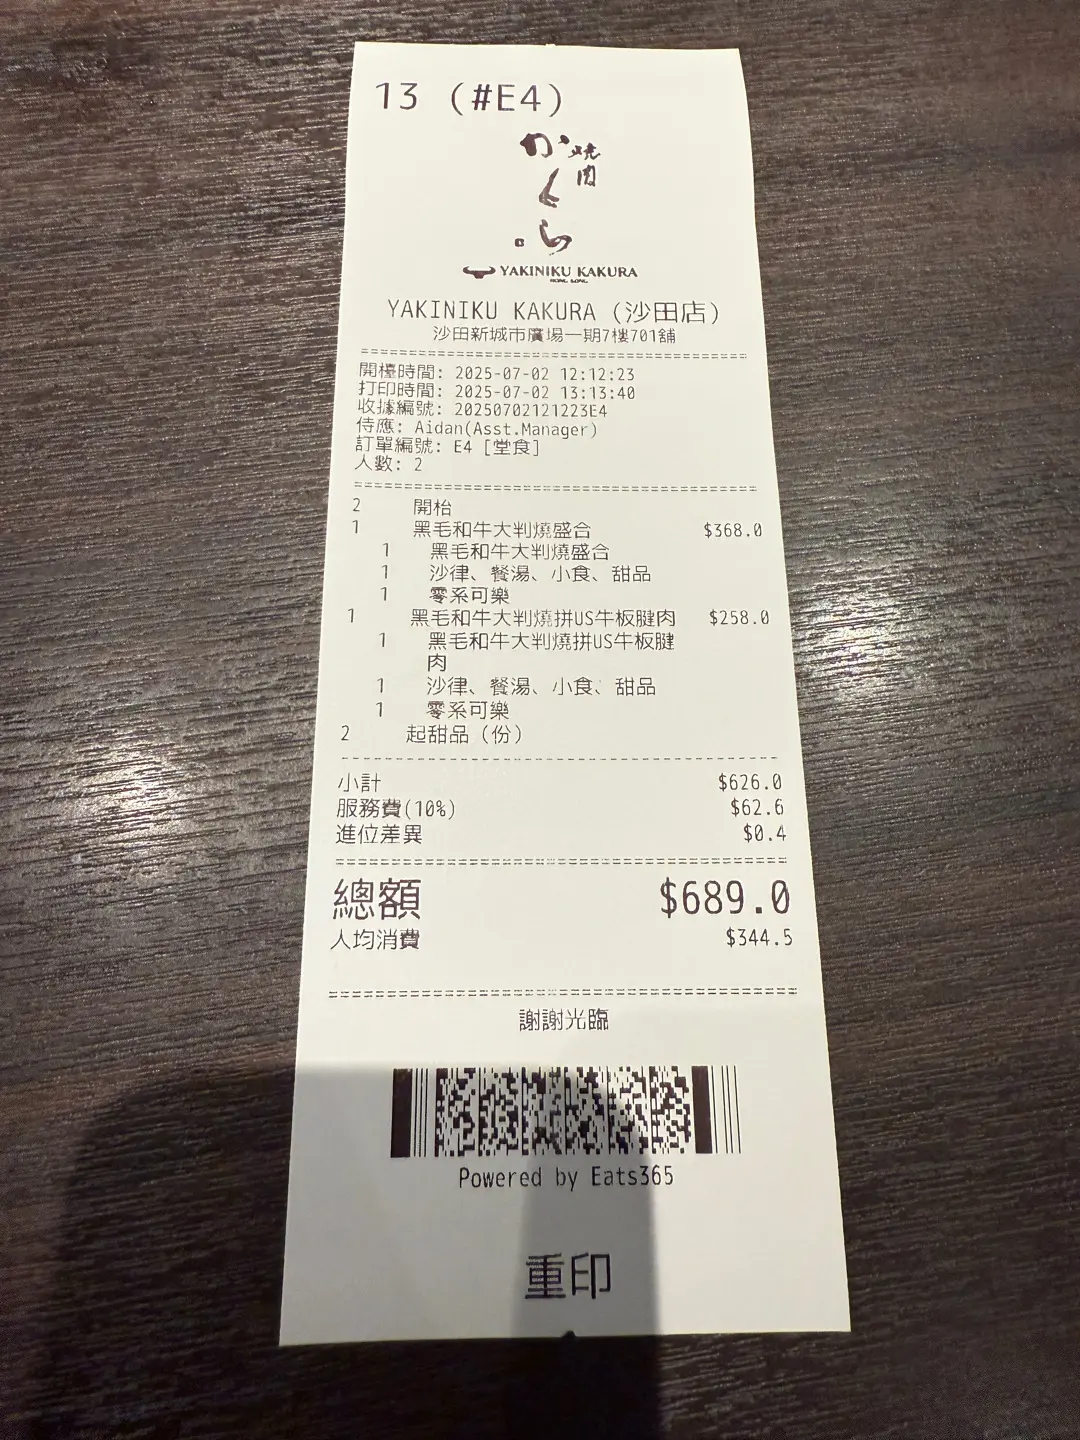 13 (#E4)
焼肉
かくら
YAKINIKU KAKURA
HONG KONG
YAKINIKU KAKURA (沙田店)
沙田新城市廣場一期7樓701舖
開檯時間: 2025-07-02 12:12:23
打印時間: 2025-07-02 13:13:40
收據編號: 20250702121223E4
侍應: Aidan(Asst.Manager)
訂單編號: E4 [堂食]
人數: 2
2 開枱
1 黑毛和牛大判燒盛合 $368.0
1 黑毛和牛大判燒盛合
1 沙律、餐湯、小食、甜品
1 零系可樂
1 黑毛和牛大判燒拼US牛板腱肉 $258.0
1 黑毛和牛大判燒拼US牛板腱
肉
1 沙律、餐湯、小食、甜品
1 零系可樂
2 起甜品（份）
小計 $626.0
服務費(10%) $62.6
進位差異 $0.4
總額 $689.0
人均消費 $344.5
謝謝光臨
Powered by Eats365
重印